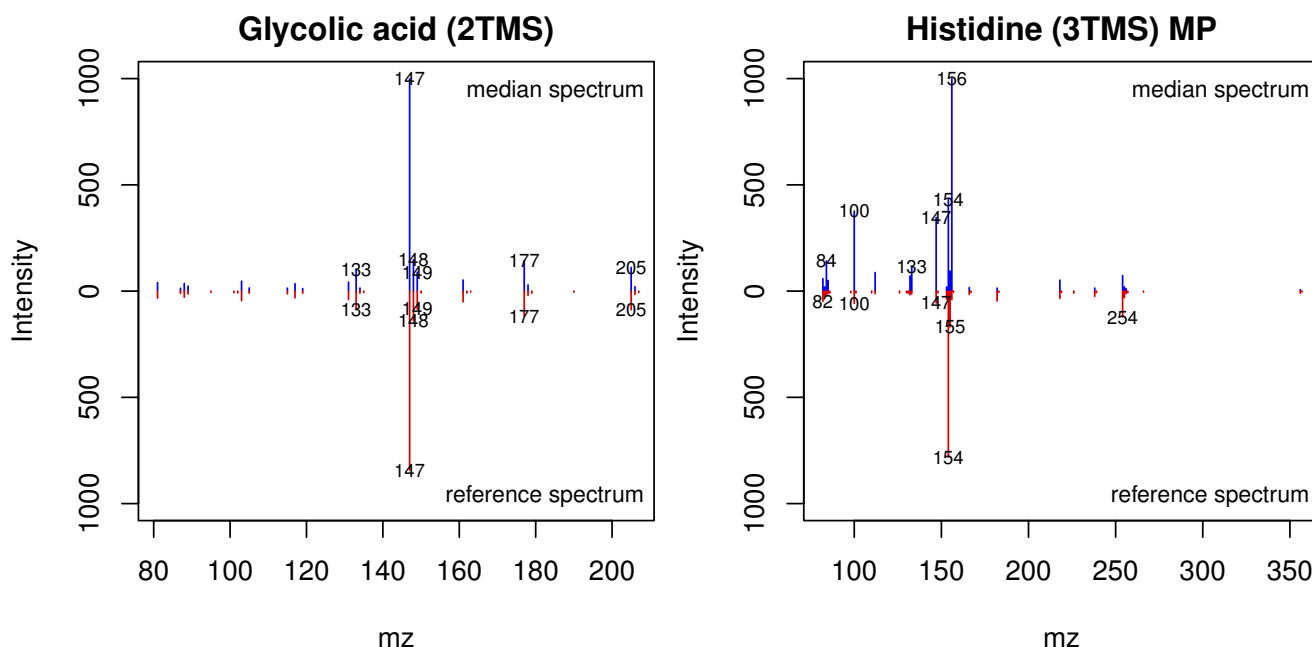 Glycolic acid (2TMS)
median spectrum
Intensity
1000
500
0
500
1000
147
148
149
133
177
205
133
149
148
177
205
147
reference spectrum
80 100 120 140 160 180 200
mz
Histidine (3TMS) MP
median spectrum
Intensity
1000
500
0
500
1000
156
154
147
100
84
133
82
100
147
155
254
154
reference spectrum
100 150 200 250 300 350
mz